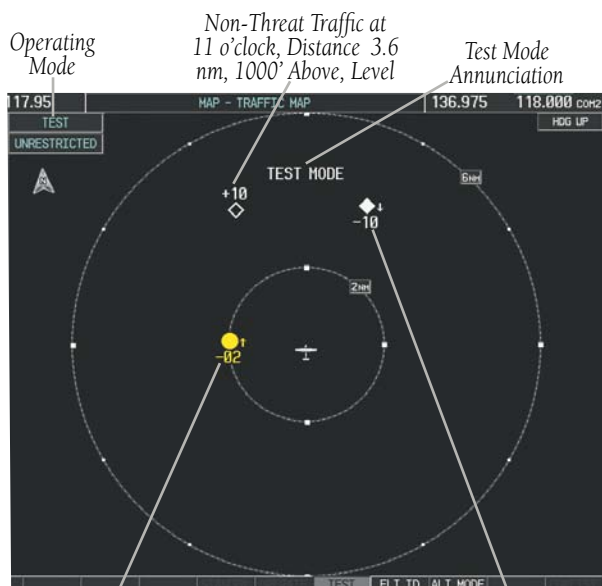 Non-Threat Traffic at
11 o’clock, Distance 3.6
nm, 1000’ Above, Level
Operating
Mode
Test Mode
Annunciation
117.95
MAP - TRAFFIC MAP
136.975
118.000 COM2
TEST
UNRESTRICTED
HDG UP
N
TEST MODE
6NM
+10
-10
2NM
-02
TEST
FLT ID
ALT MODE